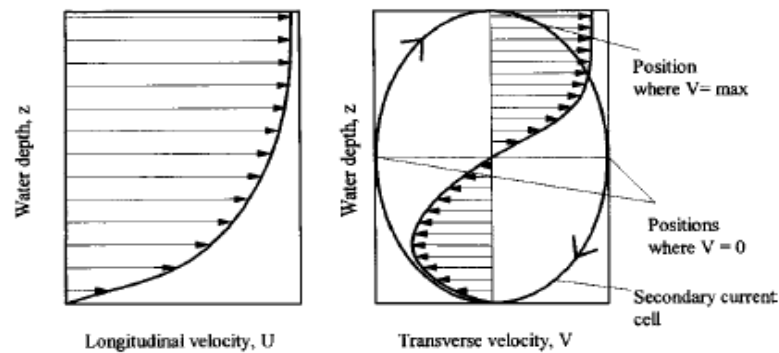 Water depth, z
Longitudinal velocity, U
Water depth, z
Transverse velocity, V
Position
where V= max
Positions
where V = 0
Secondary current
cell